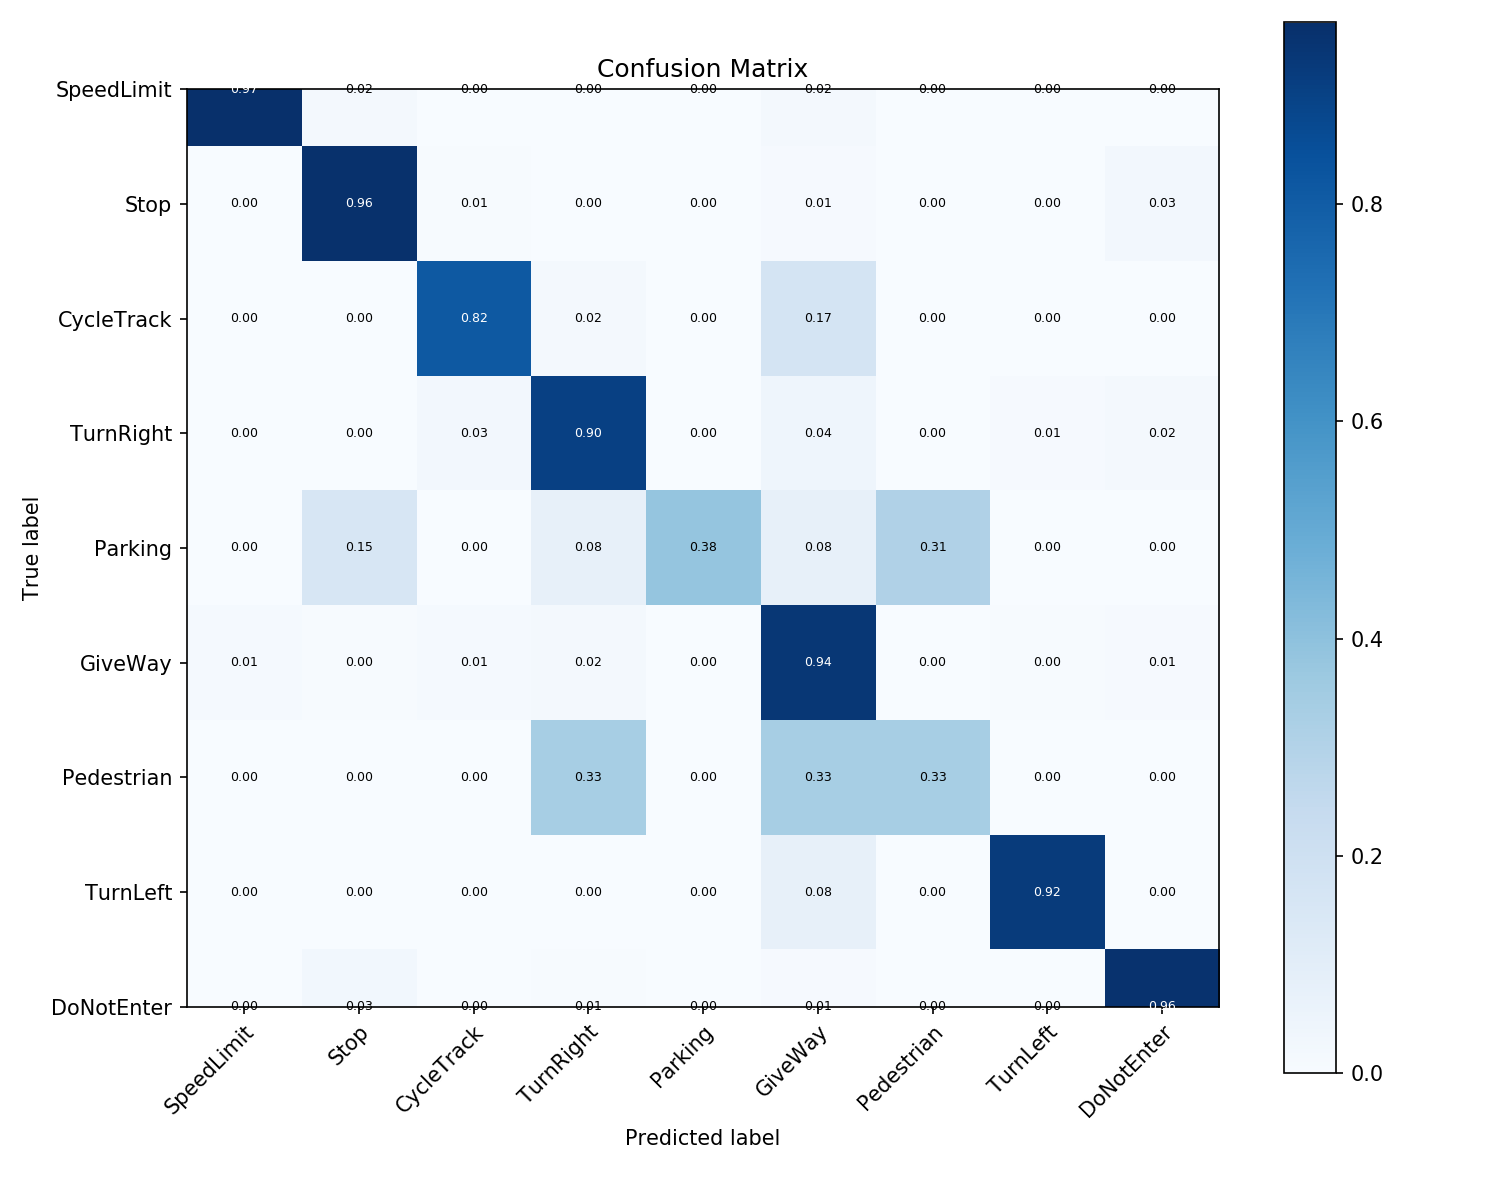 Confusion Matrix
SpeedLimit 0.97 0.02 0.00 0.00 0.00 0.02 0.00 0.00 0.00
Stop 0.00 0.96 0.01 0.00 0.00 0.01 0.00 0.00 0.03
CycleTrack 0.00 0.00 0.82 0.02 0.00 0.17 0.00 0.00 0.00
TurnRight 0.00 0.00 0.03 0.90 0.00 0.04 0.00 0.01 0.02
Parking 0.00 0.15 0.00 0.08 0.38 0.08 0.31 0.00 0.00
GiveWay 0.01 0.00 0.01 0.02 0.00 0.94 0.00 0.00 0.01
Pedestrian 0.00 0.00 0.00 0.33 0.00 0.33 0.33 0.00 0.00
TurnLeft 0.00 0.00 0.00 0.00 0.00 0.08 0.00 0.92 0.00
DoNotEnter 0.00 0.03 0.00 0.01 0.00 0.01 0.00 0.00 0.96
SpeedLimit Stop CycleTrack TurnRight Parking GiveWay Pedestrian TurnLeft DoNotEnter
True label
Predicted label
0.8
0.6
0.4
0.2
0.0